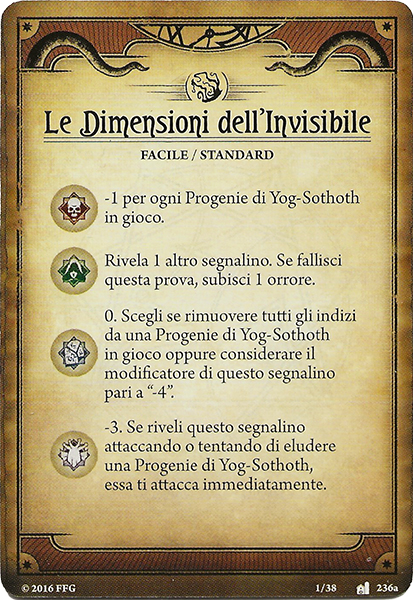 Le Dimensioni dell'Invisibile
FACILE / STANDARD
-1 per ogni Progenie di Yog-Sothoth
in gioco.
Rivela 1 altro segnalino. Se fallisci
questa prova, subisci 1 orrore.
0. Scegli se rimuovere tutti gli indizi
da una Progenie di Yog-Sothoth
in gioco oppure considerare il
modificatore di questo segnalino
pari a “-4”.
-3. Se riveli questo segnalino
attaccando o tentando di eludere
una Progenie di Yog-Sothoth,
essa ti attacca immediatamente.
© 2016 FFG 1/38 236a